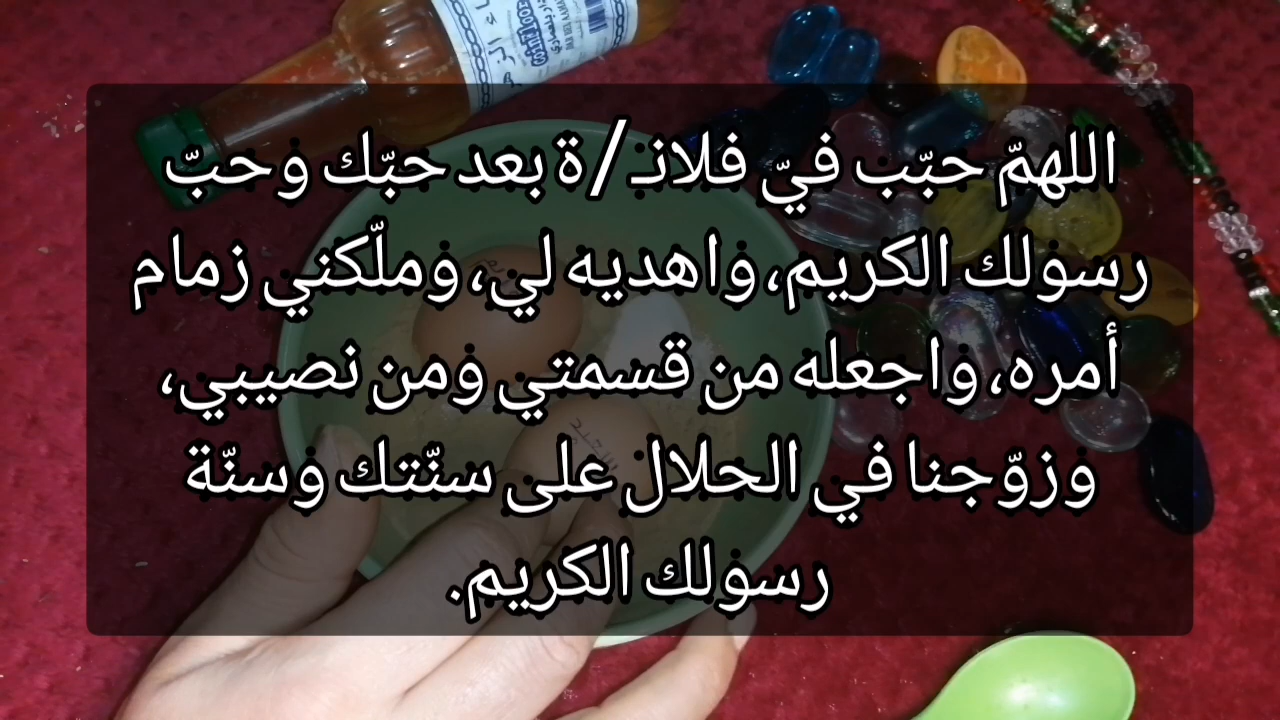 اللهمّ حبّب فيّ فلانـ / ة بعد حبّك وحبّ
رسولك الكريم، واهديه لي، وملّكني زمام
أمره، واجعله من قسمتي ومن نصيبي،
وزوّجنا في الحلال على سنّتك وسنّة
رسولك الكريم.